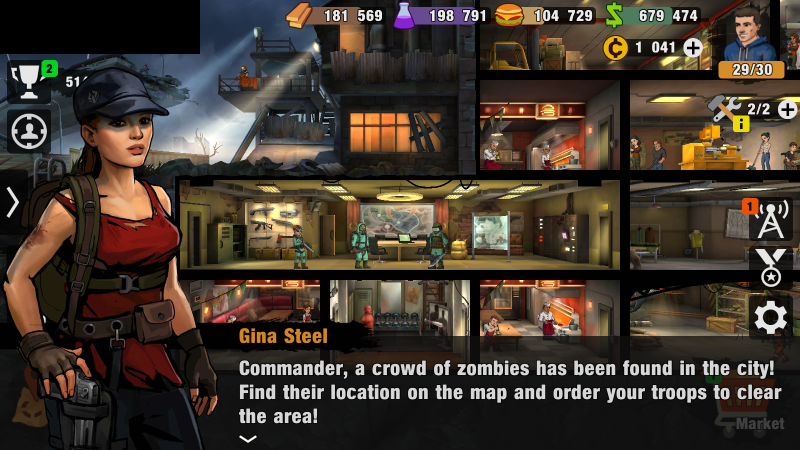 181 569
198 791
104 729
679 474
1 041
29/30
2
2/2
i
1
Gina Steel
Commander, a crowd of zombies has been found in the city!
Find their location on the map and order your troops to clear
the area!
Market